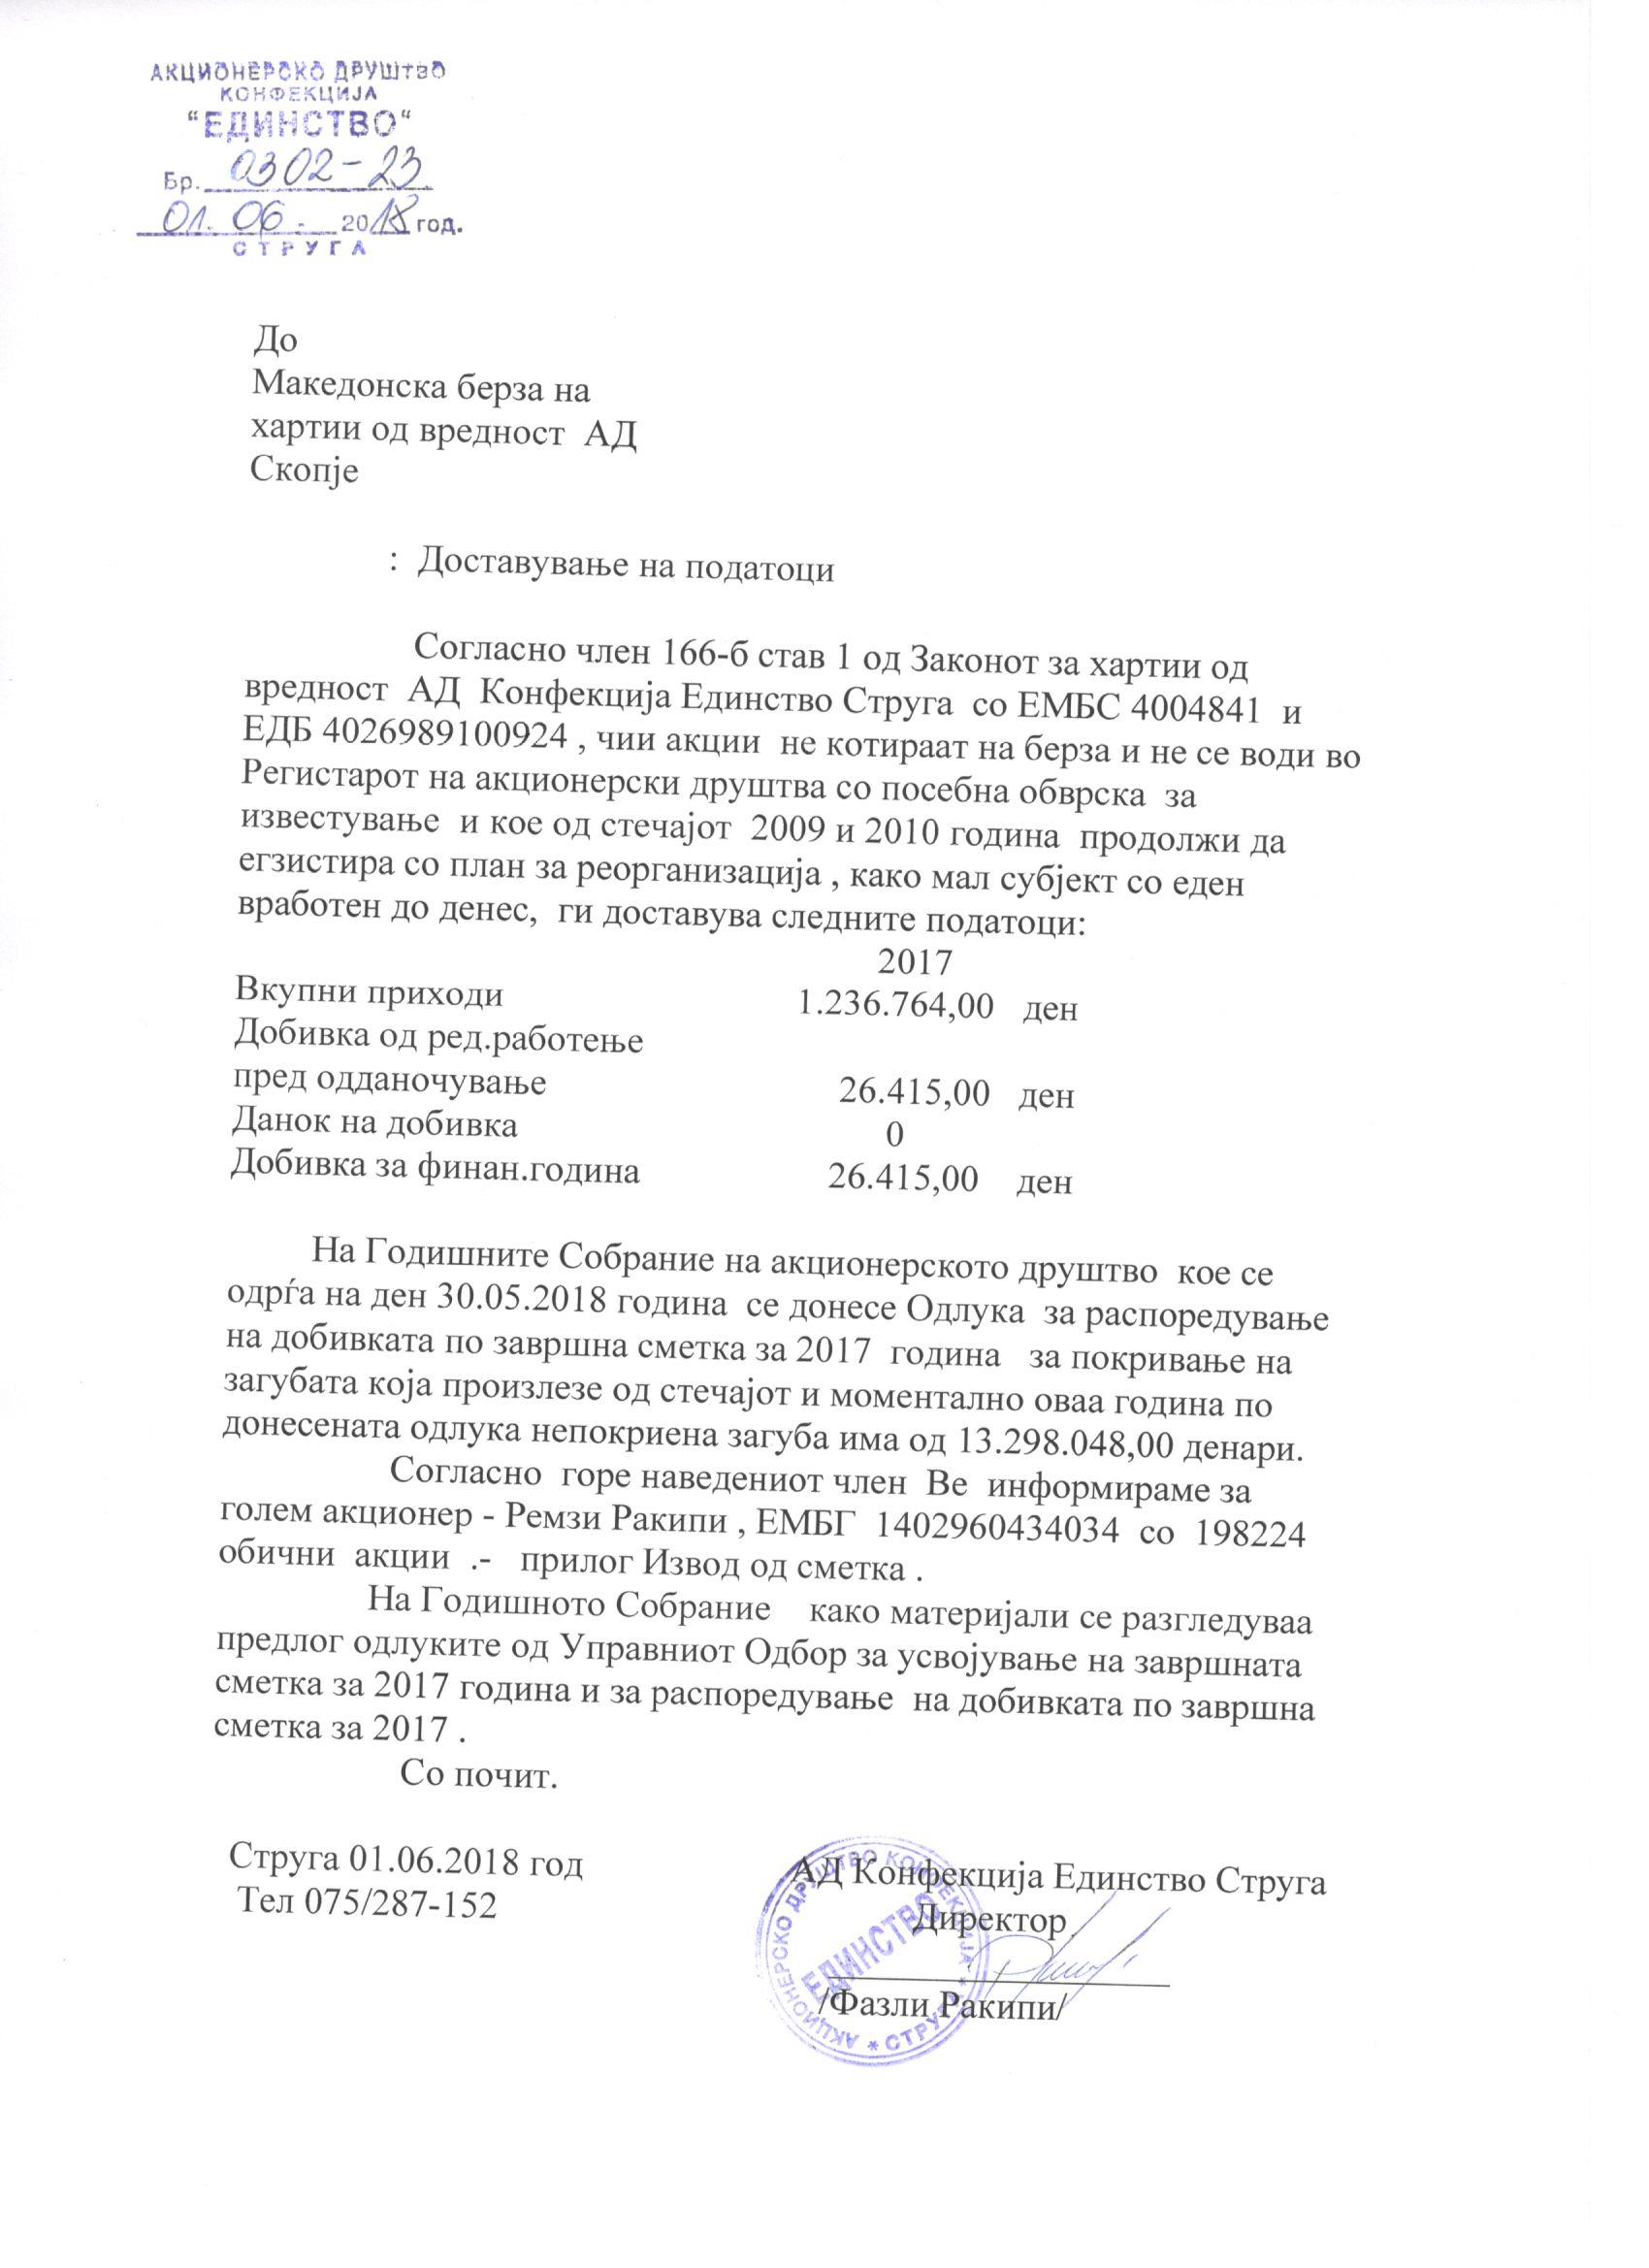 АКЦИОНЕРСКО ДРУШТВО
КОНФЕКЦИЈА
“ЕДИНСТВО“
Бр. 0302-23
01. 06. 2018 год.
СТРУГА
До
Македонска берза на
хартии од вредност АД
Скопје
: Доставување на податоци
Согласно член 166-б став 1 од Законот за хартии од
вредност АД Конфекција Единство Струга со ЕМБС 4004841 и
ЕДБ 4026989100924 , чии акции не котираат на берза и не се води во
Регистарот на акционерски друштва со посебна обврска за
известување и кое од стечајот 2009 и 2010 година продолжи да
егзистира со план за реорганизација , како мал субјект со еден
вработен до денес, ги доставува следните податоци:
2017
Вкупни приходи 1.236.764,00 ден
Добивка од ред.работење
пред одданочување 26.415,00 ден
Данок на добивка 0
Добивка за финан.година 26.415,00 ден
На Годишните Собрание на акционерското друштво кое се
одрѓа на ден 30.05.2018 година се донесе Одлука за распоредување
на добивката по завршна сметка за 2017 година за покривање на
загубата која произлезе од стечајот и моментално оваа година по
донесената одлука непокриена загуба има од 13.298.048,00 денари.
Согласно горе наведениот член Ве информираме за
голем акционер - Ремзи Ракипи , ЕМБГ 1402960434034 со 198224
обични акции .- прилог Извод од сметка .
На Годишното Собрание како материјали се разгледуваа
предлог одлуките од Управниот Одбор за усвојување на завршната
сметка за 2017 година и за распоредување на добивката по завршна
сметка за 2017 .
Со почит.
Струга 01.06.2018 год
Тел 075/287-152
АД Конфекција Единство Струга
Директор
/Фазли Ракипи/
АКЦИОНЕРСКО ДРУШТВО КОНФЕКЦИЈА * СТРУГА *
ЕДИНСТВО